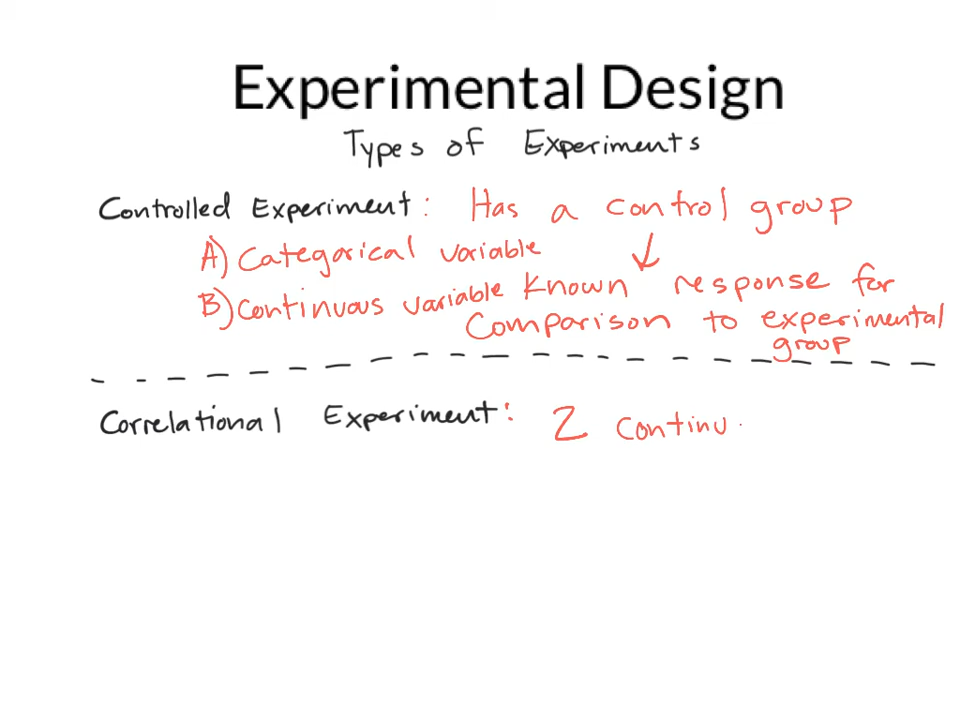 Experimental Design
Types of Experiments
Controlled Experiment: Has a control group
A) Categorical variable
B) Continuous variable Known response for
Comparison to experimental
group
Correlational Experiment: 2 Continu